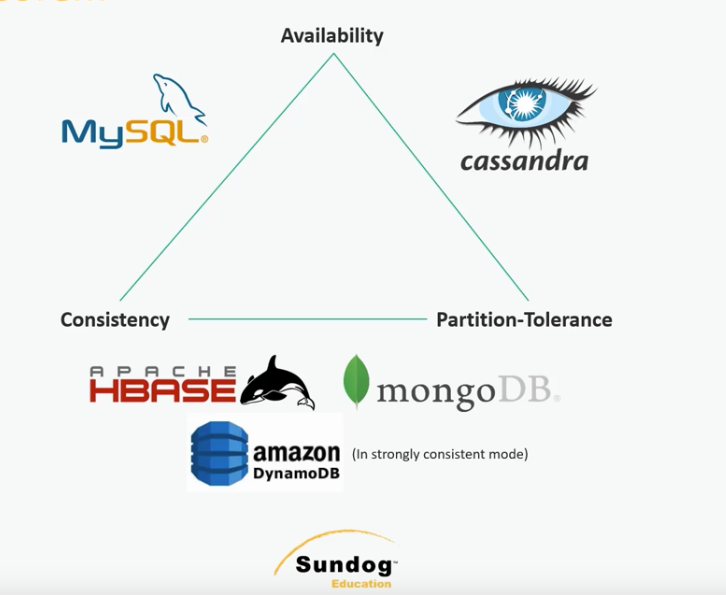 Availability
MySQL®
cassandra
Consistency
Partition-Tolerance
APACHE
HBASE
mongoDB®
amazon
DynamoDB
(In strongly consistent mode)
Sundog™
Education